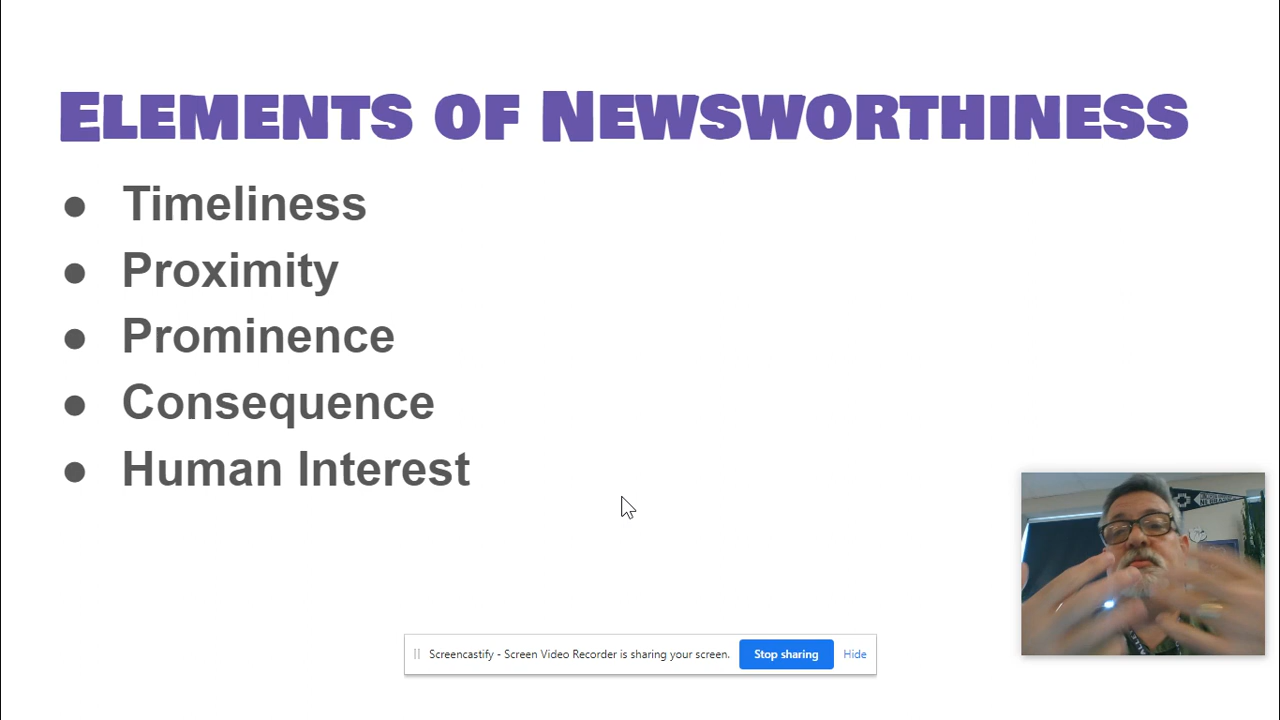 Elements of Newsworthiness
● Timeliness
● Proximity
● Prominence
● Consequence
● Human Interest
Screencastify - Screen Video Recorder is sharing your screen. Stop sharing Hide